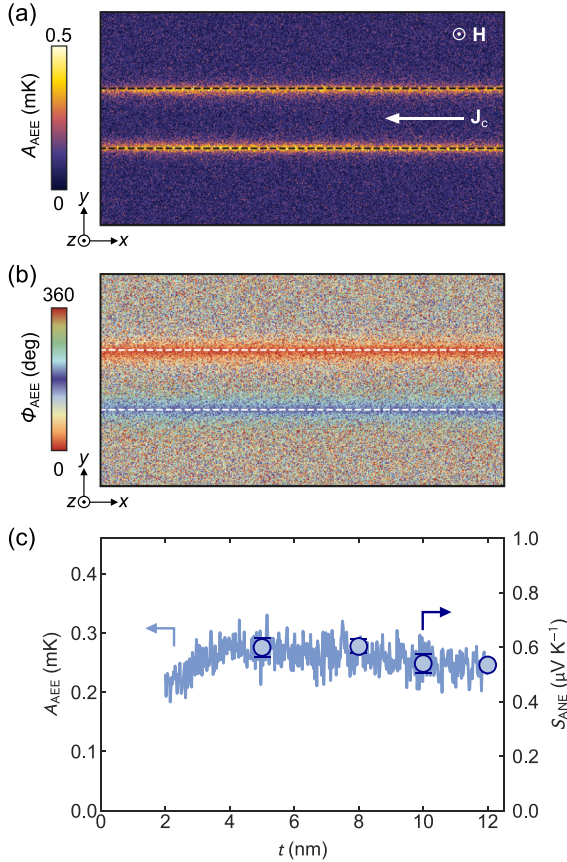 (a)
0.5
A_AEE (mK)
0
⊙ H
J_c
y
z x
(b)
360
Φ_AEE (deg)
0
y
z x
(c)
0.4
0.3
0.2
0.1
0.0
A_AEE (mK)
1.0
0.8
0.6
0.4
0.2
0.0
S_ANE (μV K⁻¹)
0 2 4 6 8 10 12
t (nm)